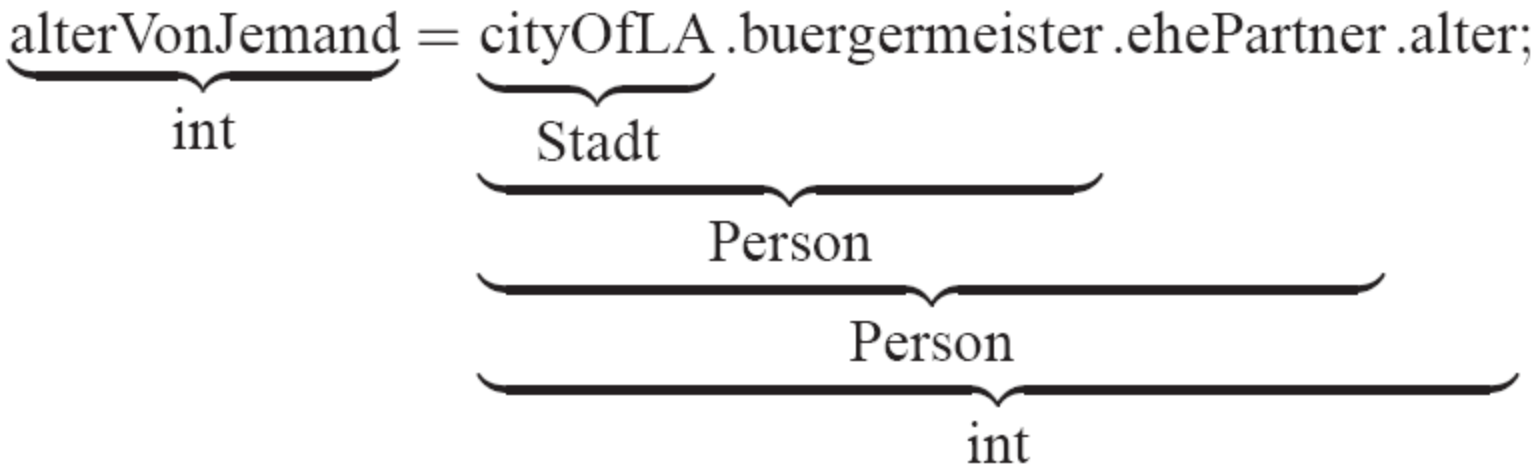 alterVonJemand = cityOfLA .buergermeister .ehePartner .alter;
int
Stadt
Person
Person
int